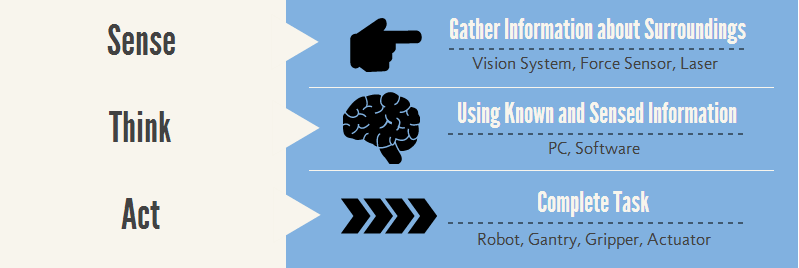 Sense
Gather Information about Surroundings
Vision System, Force Sensor, Laser
Think
Using Known and Sensed Information
PC, Software
Act
Complete Task
Robot, Gantry, Gripper, Actuator